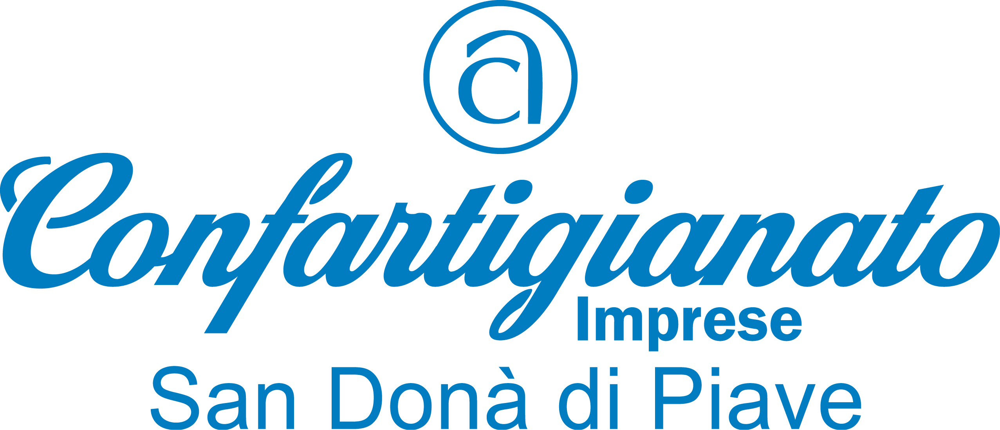 Confartigianato
Imprese
San Donà di Piave